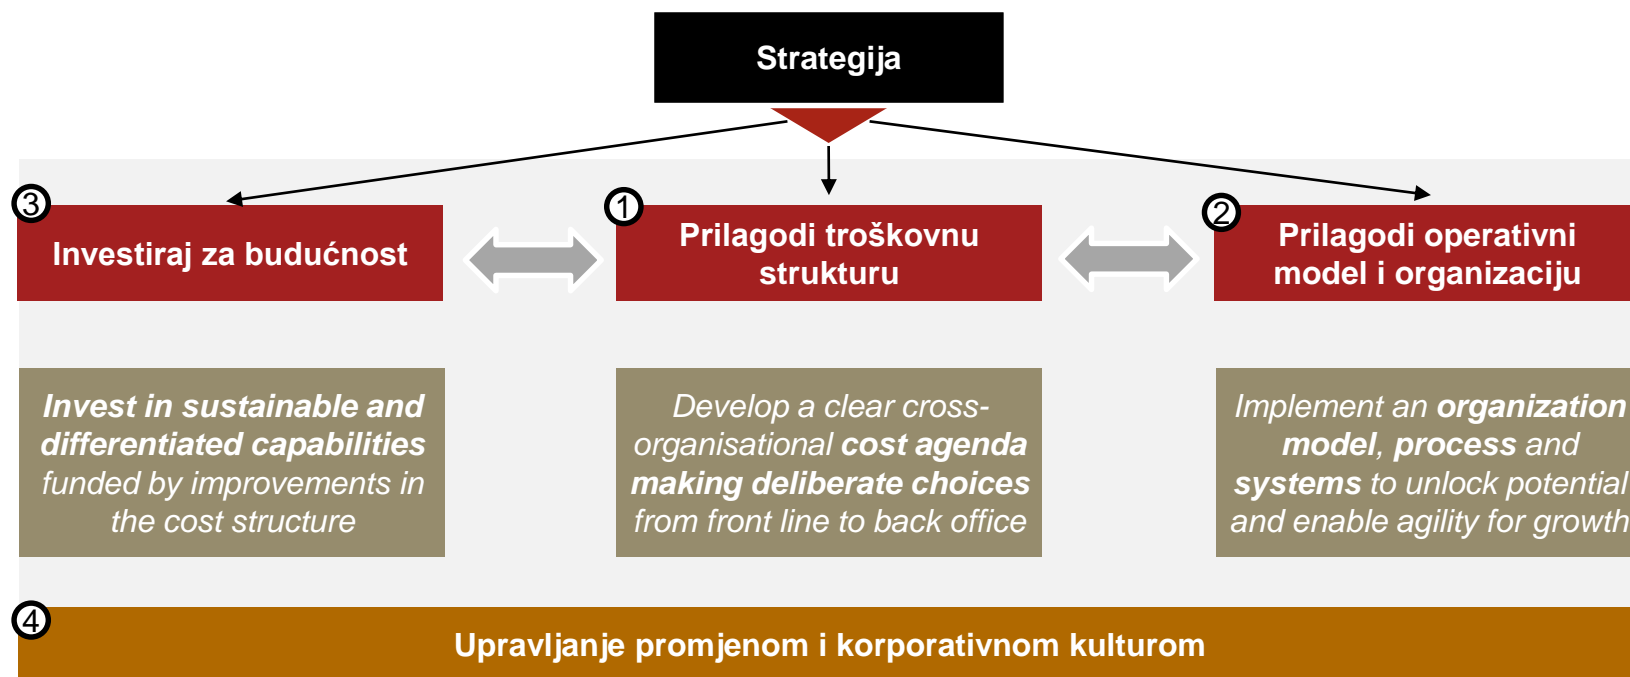 Strategija
3
Investiraj za budućnost
1
Prilagodi troškovnu
strukturu
2
Prilagodi operativni
model i organizaciju
Invest in sustainable and
differentiated capabilities
funded by improvements in
the cost structure
Develop a clear cross-
organisational cost agenda
making deliberate choices
from front line to back office
Implement an organization
model, process and
systems to unlock potential
and enable agility for growth
4
Upravljanje promjenom i korporativnom kulturom